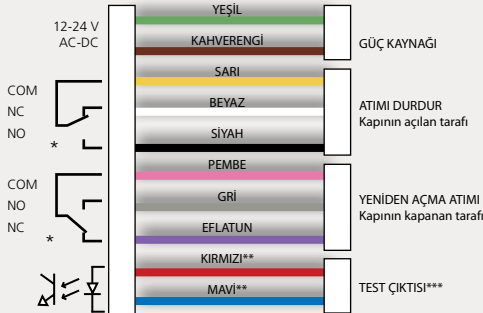 12-24 V
AC-DC
YEŞİL
KAHVERENGİ
GÜÇ KAYNAĞI
COM
NC
NO
*
SARI
BEYAZ
SİYAH
ATIMI DURDUR
Kapının açılan tarafı
COM
NO
NC
*
PEMBE
GRİ
EFLATUN
YENİDEN AÇMA ATIMI
Kapının kapanan tarafı
KIRMIZI**
MAVİ**
TEST ÇIKTISI***